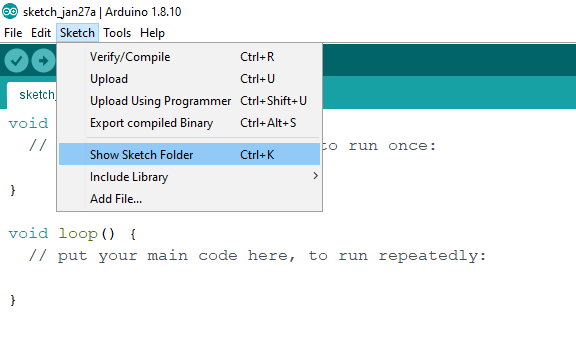 sketch_jan27a | Arduino 1.8.10
File Edit Sketch Tools Help
Verify/Compile Ctrl+R
Upload Ctrl+U
Upload Using Programmer Ctrl+Shift+U
Export compiled Binary Ctrl+Alt+S
Show Sketch Folder Ctrl+K
Include Library
Add File...
sketch_
void
// to run once:
}
void loop() {
// put your main code here, to run repeatedly:
}